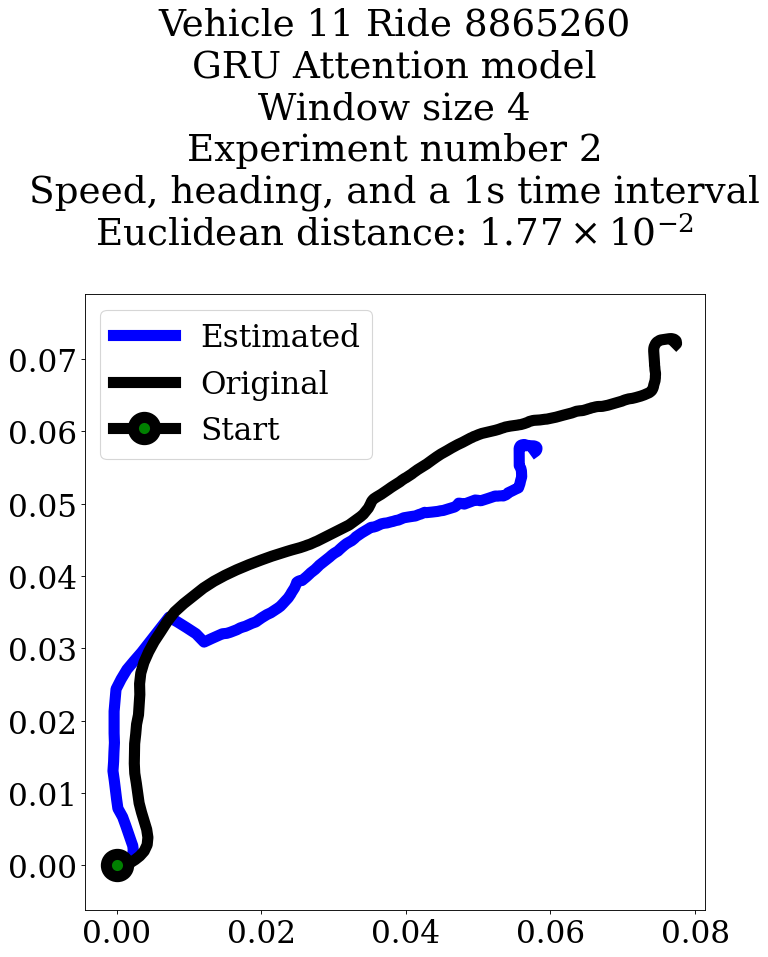 Vehicle 11 Ride 8865260
GRU Attention model
Window size 4
Experiment number 2
Speed, heading, and a 1s time interval
Euclidean distance: 1.77 × 10⁻²
Estimated
Original
Start
0.07
0.06
0.05
0.04
0.03
0.02
0.01
0.00
0.00 0.02 0.04 0.06 0.08